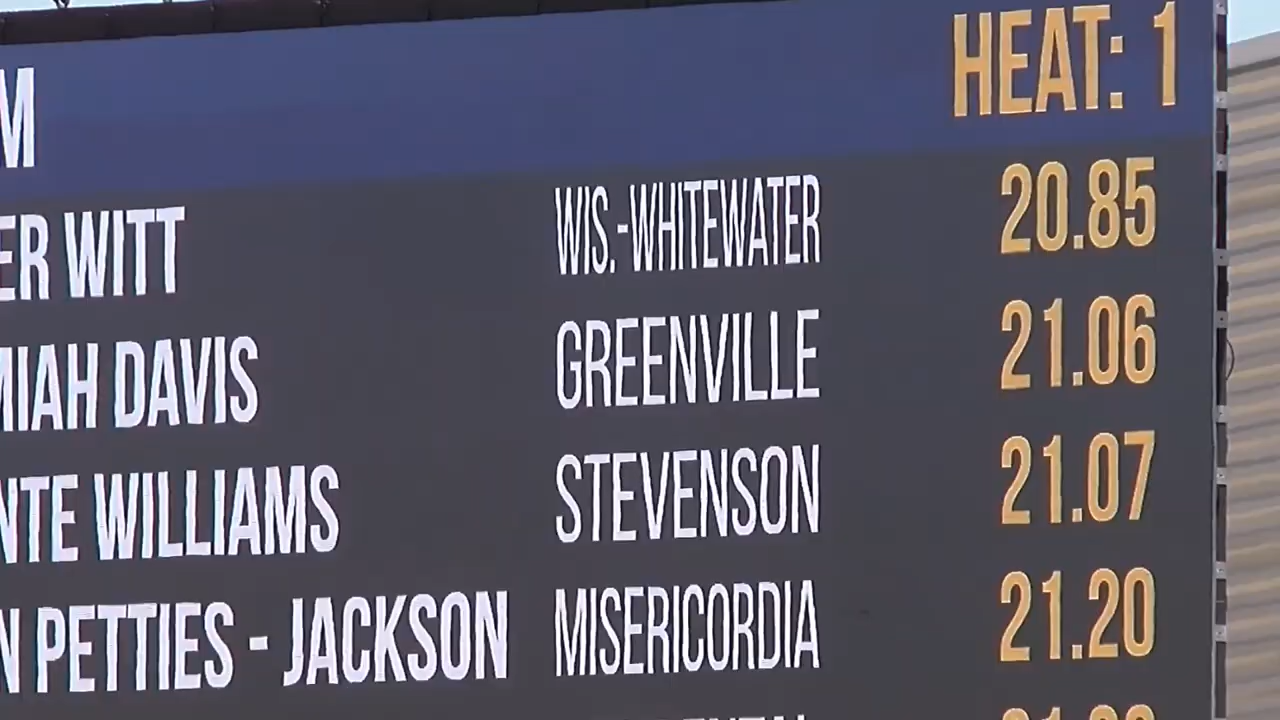 M HEAT: 1
ER WITT WIS.-WHITEWATER 20.85
MIAH DAVIS GREENVILLE 21.06
NTE WILLIAMS STEVENSON 21.07
N PETTIES - JACKSON MISERICORDIA 21.20